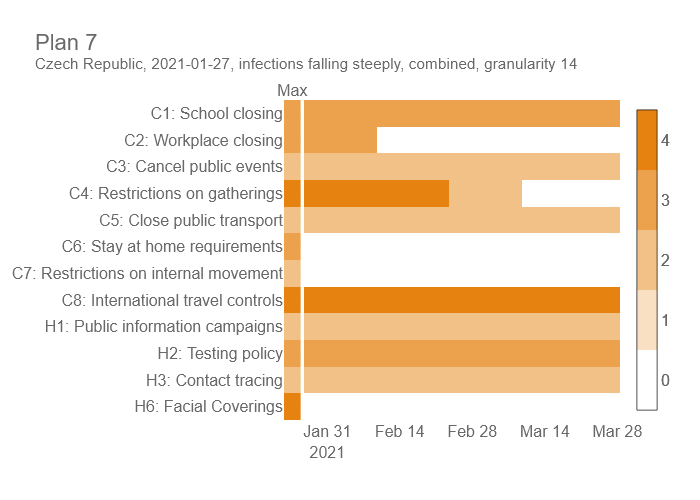 Plan 7
Czech Republic, 2021-01-27, infections falling steeply, combined, granularity 14
Max
C1: School closing
C2: Workplace closing
C3: Cancel public events
C4: Restrictions on gatherings
C5: Close public transport
C6: Stay at home requirements
C7: Restrictions on internal movement
C8: International travel controls
H1: Public information campaigns
H2: Testing policy
H3: Contact tracing
H6: Facial Coverings
Jan 31 Feb 14 Feb 28 Mar 14 Mar 28
2021
4
3
2
1
0